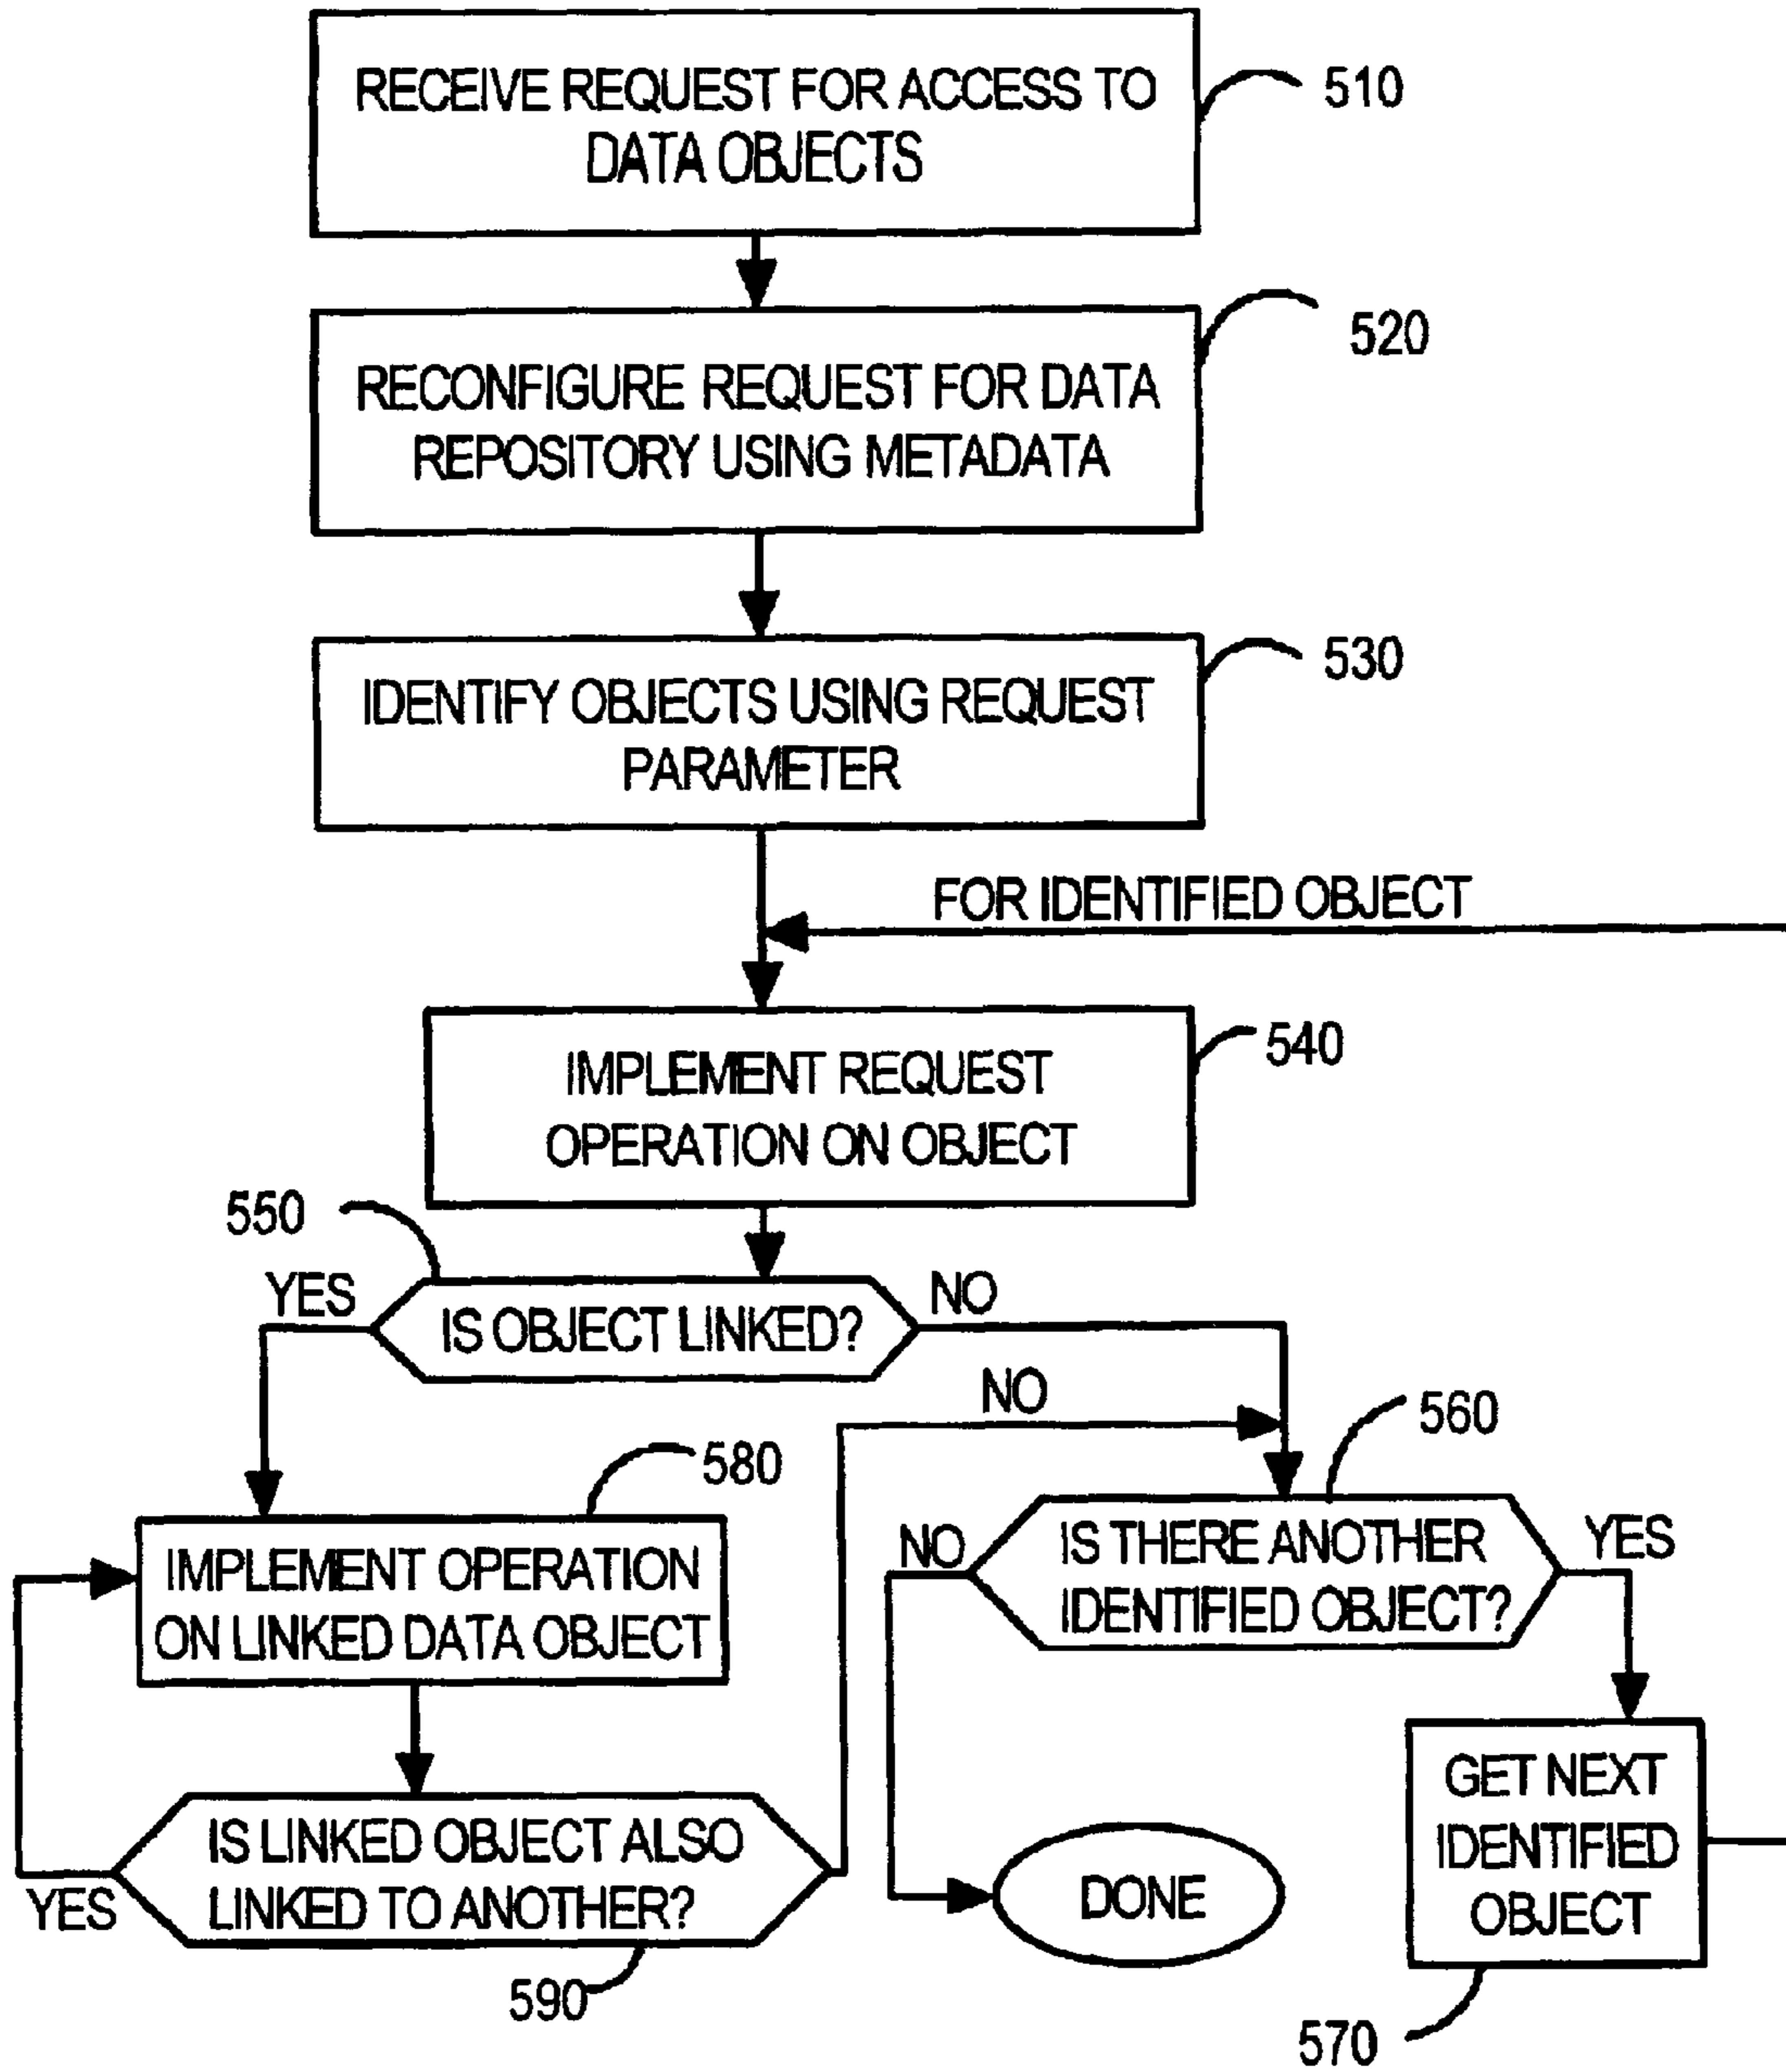 RECEIVE REQUEST FOR ACCESS TO
DATA OBJECTS
510
RECONFIGURE REQUEST FOR DATA
REPOSITORY USING METADATA
520
IDENTIFY OBJECTS USING REQUEST
PARAMETER
530
FOR IDENTIFIED OBJECT
IMPLEMENT REQUEST
OPERATION ON OBJECT
540
550
YES
IS OBJECT LINKED?
NO
NO
560
580
IMPLEMENT OPERATION
ON LINKED DATA OBJECT
NO
IS THERE ANOTHER
IDENTIFIED OBJECT?
YES
IS LINKED OBJECT ALSO
LINKED TO ANOTHER?
YES
590
DONE
GET NEXT
IDENTIFIED
OBJECT
570